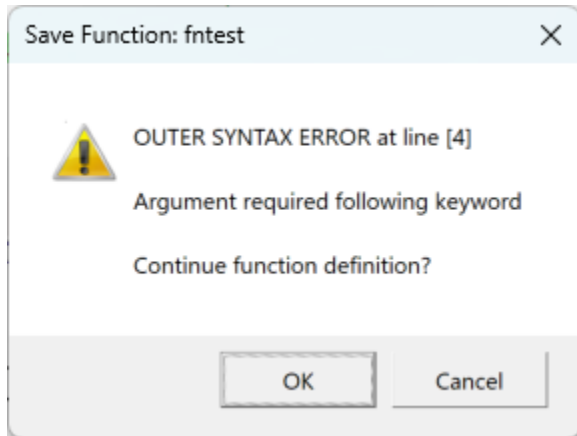 Save Function: fntest
OUTER SYNTAX ERROR at line [4]
Argument required following keyword
Continue function definition?
OK Cancel